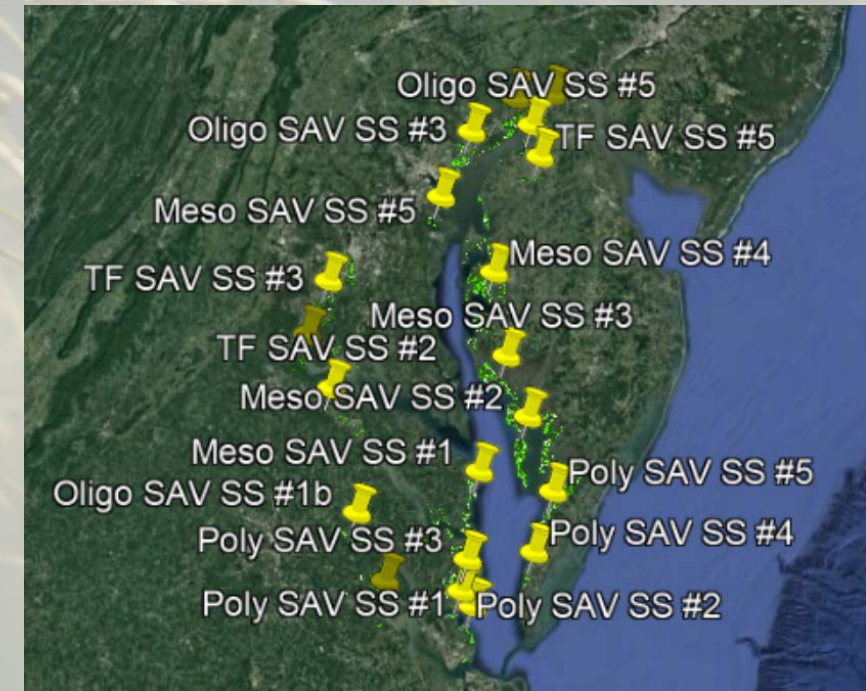 Oligo SAV SS #5
Oligo SAV SS #3
TF SAV SS #5
Meso SAV SS #5
Meso SAV SS #4
TF SAV SS #3
Meso SAV SS #3
TF SAV SS #2
Meso SAV SS #2
Meso SAV SS #1
Poly SAV SS #5
Oligo SAV SS #1b
Poly SAV SS #4
Poly SAV SS #3
Poly SAV SS #1
Poly SAV SS #2